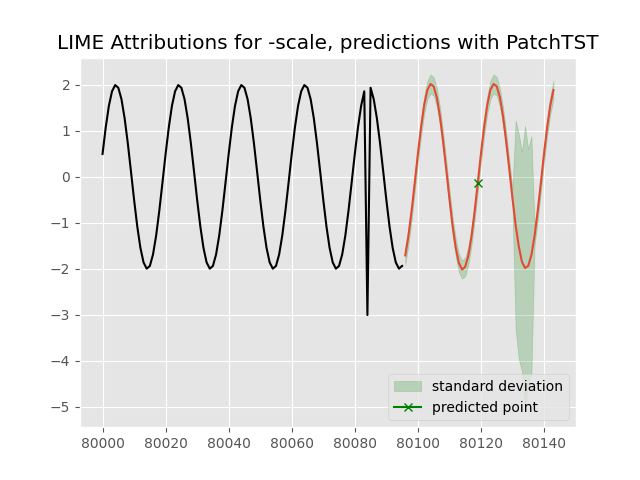 LIME Attributions for -scale, predictions with PatchTST
2
1
0
−1
−2
−3
−4
−5
standard deviation
predicted point
80000 80020 80040 80060 80080 80100 80120 80140